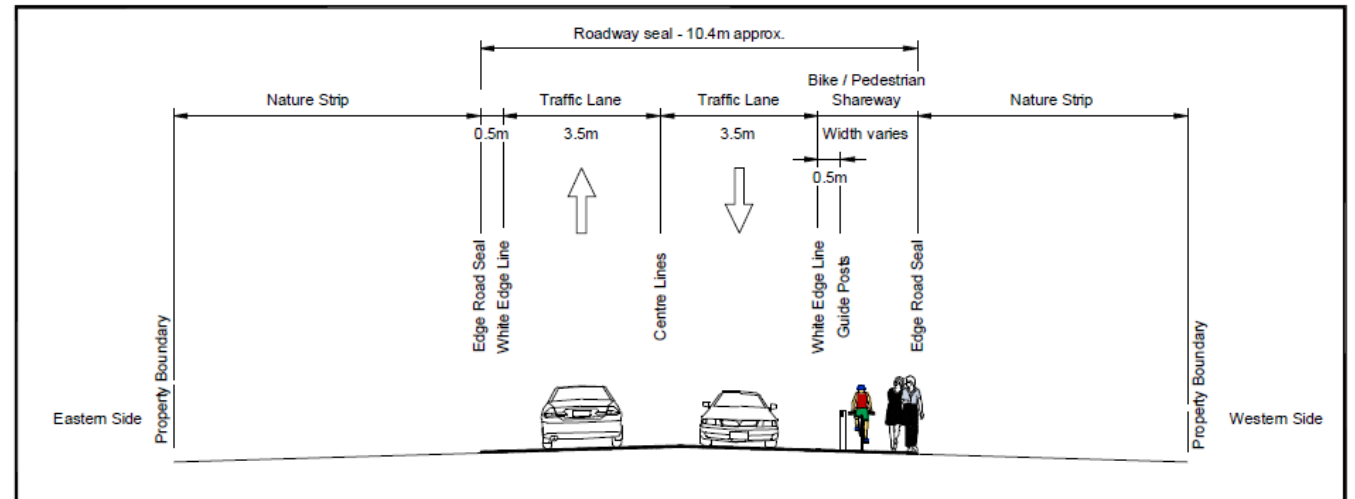 Roadway seal - 10.4m approx.
Bike / Pedestrian
Shareway
Nature Strip
Traffic Lane
Traffic Lane
Nature Strip
0.5m
3.5m
3.5m
Width varies
0.5m
Edge Road Seal
White Edge Line
Centre Lines
White Edge Line
Guide Posts
Edge Road Seal
Property Boundary
Property Boundary
Eastern Side
Western Side